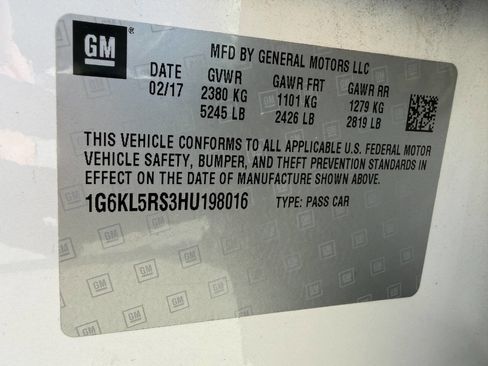 GM
MFD BY GENERAL MOTORS LLC
DATE GVWR GAWR FRT GAWR RR
02/17 2380 KG 1101 KG 1279 KG
5245 LB 2426 LB 2819 LB
THIS VEHICLE CONFORMS TO ALL APPLICABLE U.S. FEDERAL MOTOR
VEHICLE SAFETY, BUMPER, AND THEFT PREVENTION STANDARDS IN
EFFECT ON THE DATE OF MANUFACTURE SHOWN ABOVE.
1G6KL5RS3HU198016 TYPE: PASS CAR